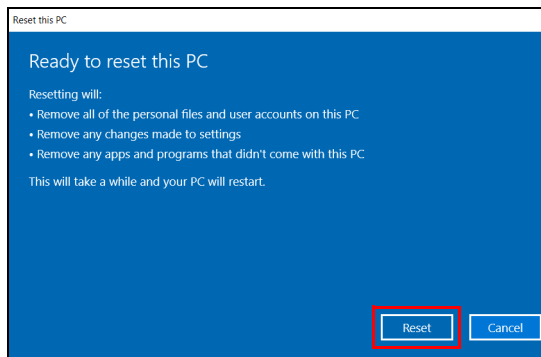 Reset this PC
Ready to reset this PC
Resetting will:
• Remove all of the personal files and user accounts on this PC
• Remove any changes made to settings
• Remove any apps and programs that didn't come with this PC
This will take a while and your PC will restart.
Reset Cancel